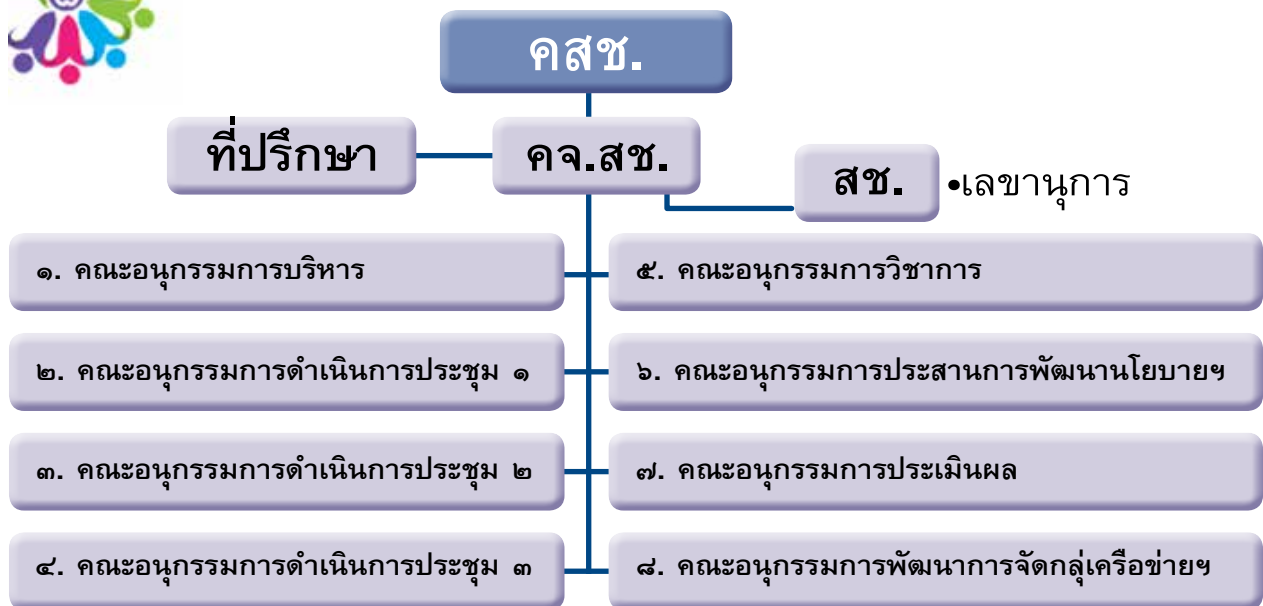 คสช.
ที่ปรึกษา
คจ.สช.
สช.
•เลขานุการ
๑. คณะอนุกรรมการบริหาร
๒. คณะอนุกรรมการดำเนินการประชุม ๑
๓. คณะอนุกรรมการดำเนินการประชุม ๒
๔. คณะอนุกรรมการดำเนินการประชุม ๓
๕. คณะอนุกรรมการวิชาการ
๖. คณะอนุกรรมการประสานการพัฒนานโยบายฯ
๗. คณะอนุกรรมการประเมินผล
๘. คณะอนุกรรมการพัฒนาการจัดกลุ่เครือข่ายฯ